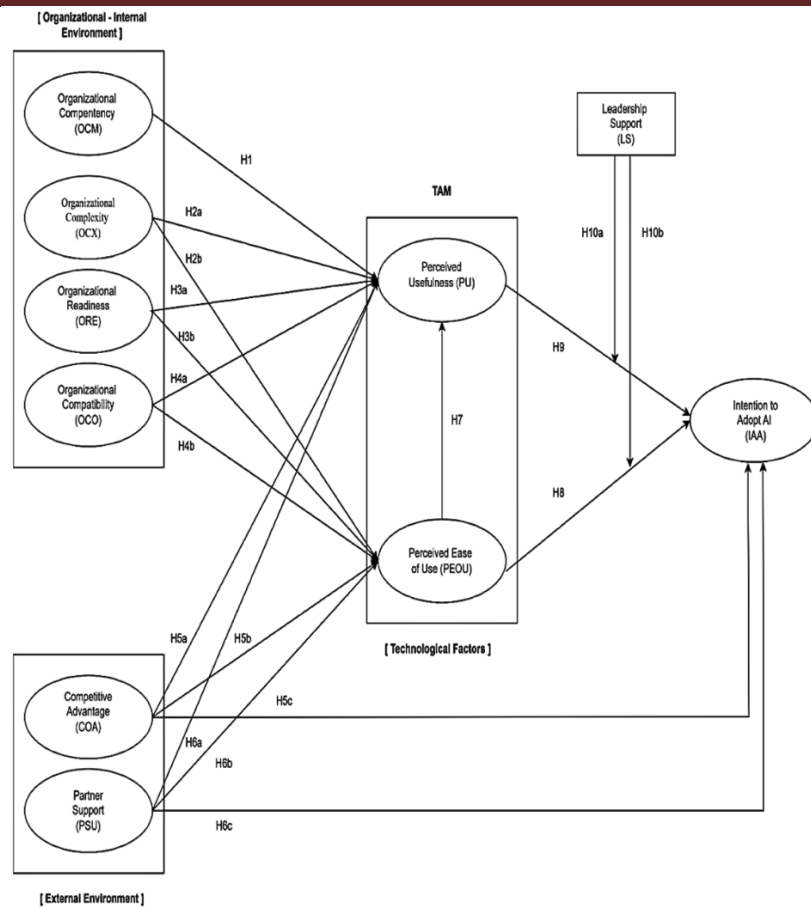 [ Organizational - Internal
Environment ]
Organizational
Compentency
(OCM)
Organizational
Complexity
(OCX)
Organizational
Readiness
(ORE)
Organizational
Compatibility
(OCO)
H1
H2a
H2b
H3a
H3b
H4a
H4b
TAM
Perceived
Usefulness (PU)
H7
Perceived Ease
of Use (PEOU)
[ Technological Factors ]
Leadership
Support
(LS)
H10a
H10b
H9
H8
Intention to
Adopt AI
(IAA)
Competitive
Advantage
(COA)
Partner
Support
(PSU)
H5a
H5b
H5c
H6a
H6b
H6c
[ External Environment ]